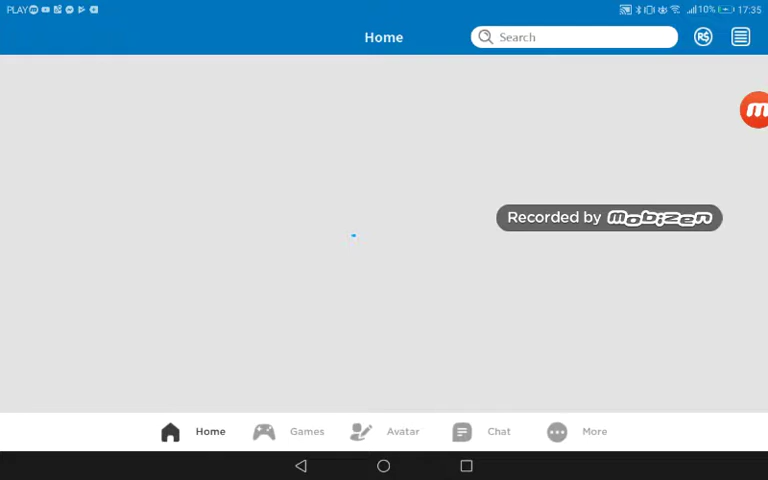 PLAY 10% 17:35
Home Search R$
m
Recorded by mobizen
Home Games Avatar Chat More